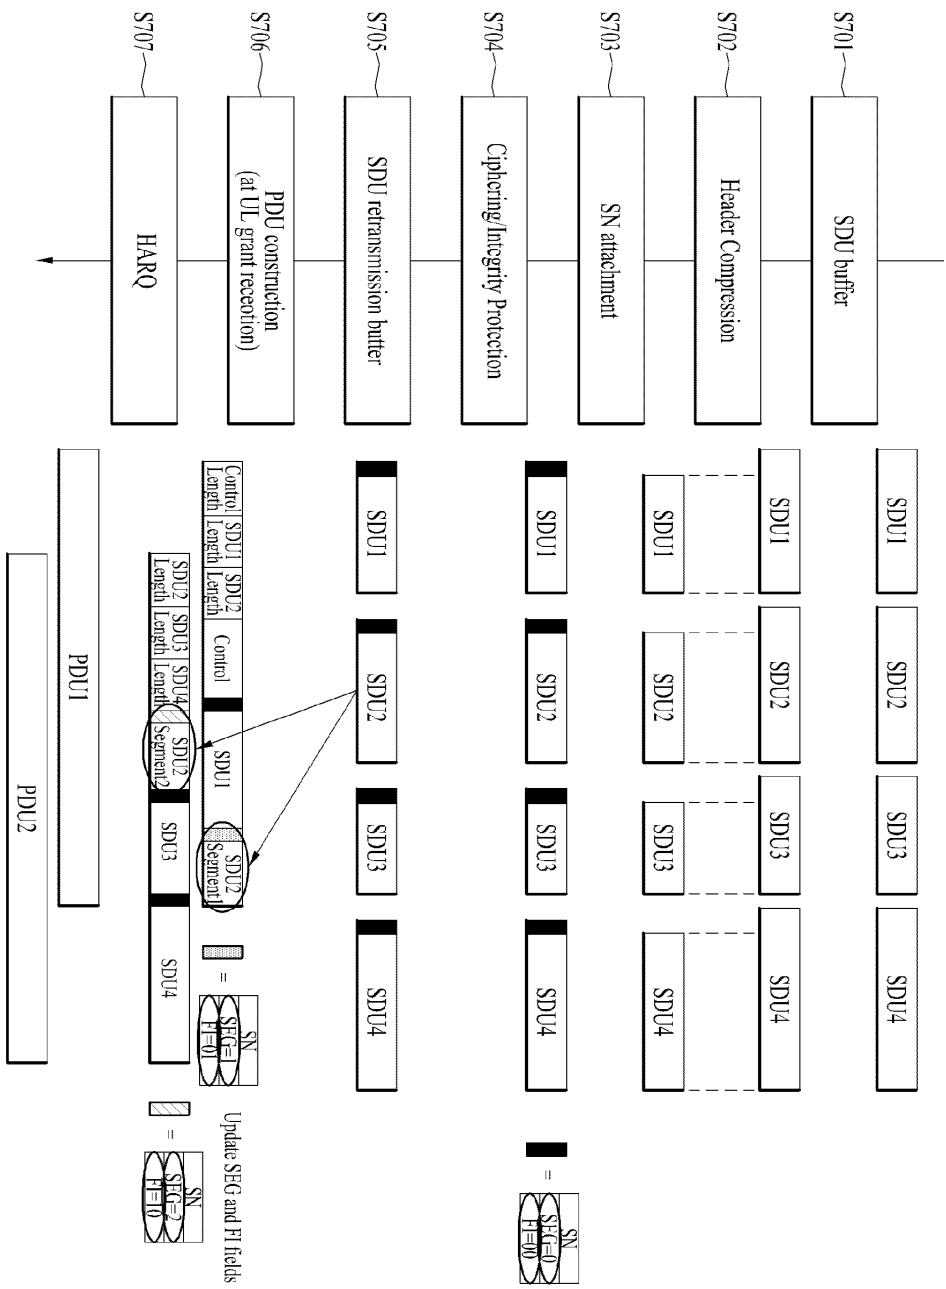 S701
SDU buffer
SDU1
SDU2
SDU3
SDU4
S702
Header Compression
SDU1
SDU2
SDU3
SDU4
SDU1
SDU2
SDU3
SDU4
S703
SN attachment
SDU1
SDU2
SDU3
SDU4
=
SN
SEG=0
FI=00
S704
Ciphering/Integrity Protection
S705
SDU retransmission butter
SDU1
SDU2
SDU3
SDU4
S706
PDU construction
(at UL grant receotion)
Control
Length
SDU1
Length
SDU2
Length
Control
SDU1
SDU2
Segment1
=
SN
SEG=1
FI=01
Update SEG and FI fields
SDU2
Length
SDU3
Length
SDU4
Length
SDU2
Segment2
SDU3
SDU4
=
SN
SEG=2
FI=10
S707
HARQ
PDU1
PDU2